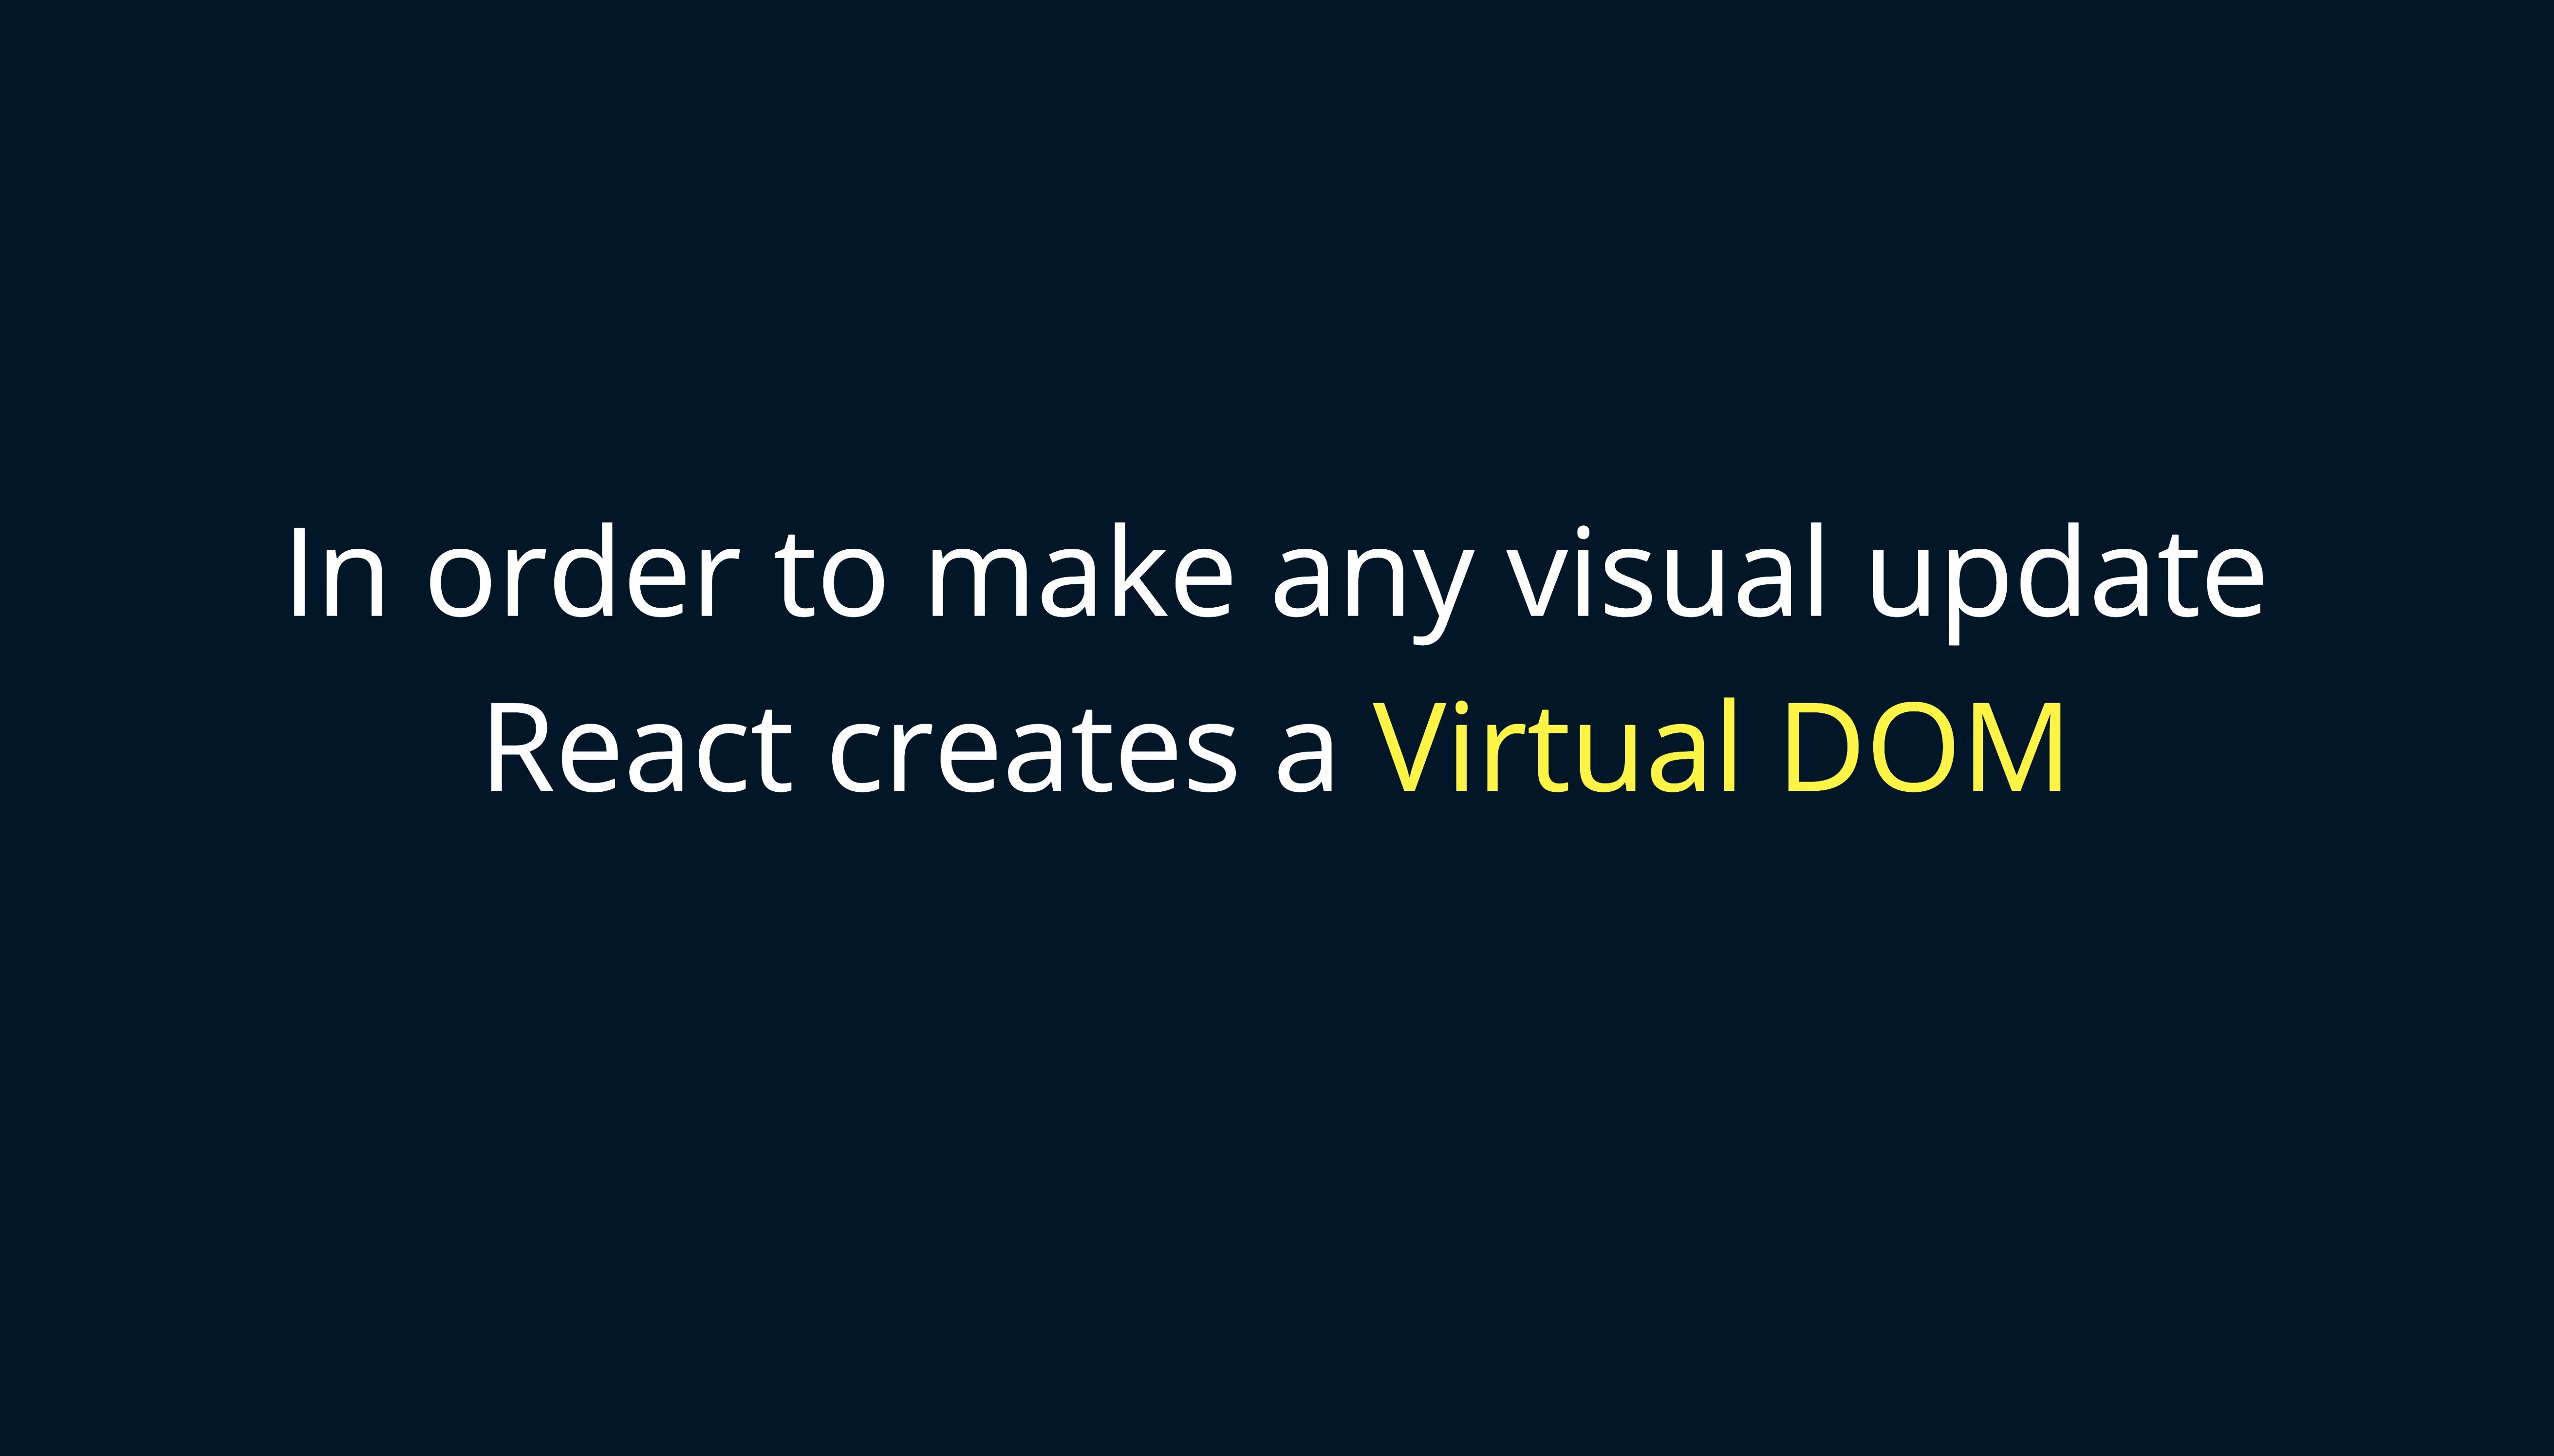 In order to make any visual update
React creates a Virtual DOM